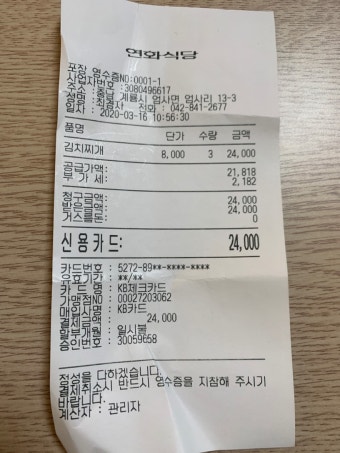 연화식당
포장 영수증NO:0001-1
사업자번호 :3080496617
주소 :충남 계룡시 엄사면 엄사리 13-3
성명 : 최용자 전화 : 042-841-2677
일자 : 2020-03-16 10:56:30
품명 단가 수량 금액
김치찌개 8,000 3 24,000
공급가액: 21,818
부 가 세: 2,182
청구금액: 24,000
받은금액: 24,000
거스름돈: 0
신용카드: 24,000
카드번호 : 5272-89**-****-****
유효기간 : **/**
카 드 명 : KB체크카드
가맹점NO : 00027203062
매입사명 : KB카드
결제금액 : 24,000
할부개월 : 일시불
승인번호 : 30059658
정성을 다하겠습니다.
결제취소시 반드시 영수증을 지참해 주시기
바랍니다.
계산자 : 관리자